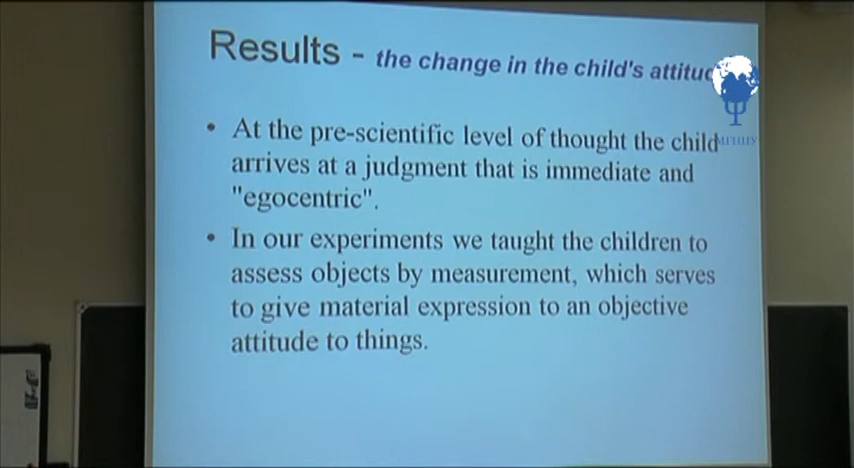 Results - the change in the child's
• At the pre-scientific level of thought the child
arrives at a judgment that is immediate and
"egocentric".
• In our experiments we taught the children to
assess objects by measurement, which serves
to give material expression to an objective
attitude to things.